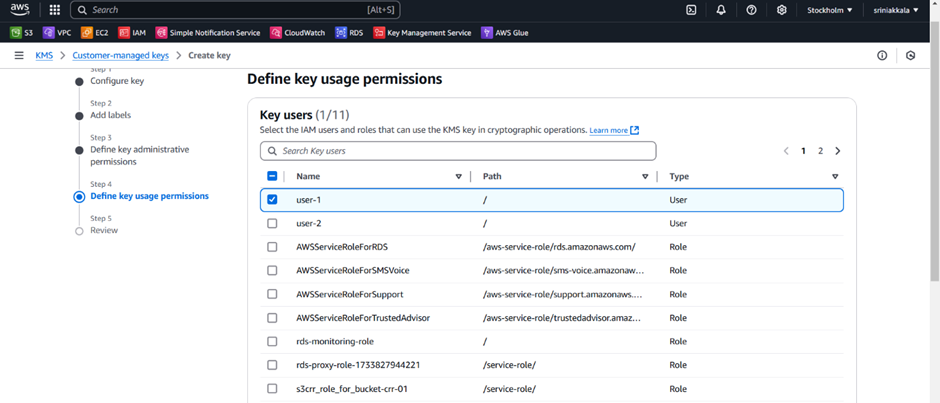 aws
Search [Alt+S] Stockholm ▼ sriniakkala ▼
S3 VPC EC2 IAM Simple Notification Service CloudWatch RDS Key Management Service AWS Glue
KMS > Customer-managed keys > Create key
Step 1
Configure key
Step 2
Add labels
Step 3
Define key administrative
permissions
Step 4
Define key usage permissions
Step 5
Review
Define key usage permissions
Key users (1/11)
Select the IAM users and roles that can use the KMS key in cryptographic operations. Learn more
Search Key users
< 1 2 >
Name Path Type
user-1 / User
user-2 / User
AWSServiceRoleForRDS /aws-service-role/rds.amazonaws.com/ Role
AWSServiceRoleForSMSVoice /aws-service-role/sms-voice.amazonaw... Role
AWSServiceRoleForSupport /aws-service-role/support.amazonaws.... Role
AWSServiceRoleForTrustedAdvisor /aws-service-role/trustedadvisor.amaz... Role
rds-monitoring-role / Role
rds-proxy-role-1733827944221 /service-role/ Role
s3crr_role_for_bucket-crr-01 /service-role/ Role